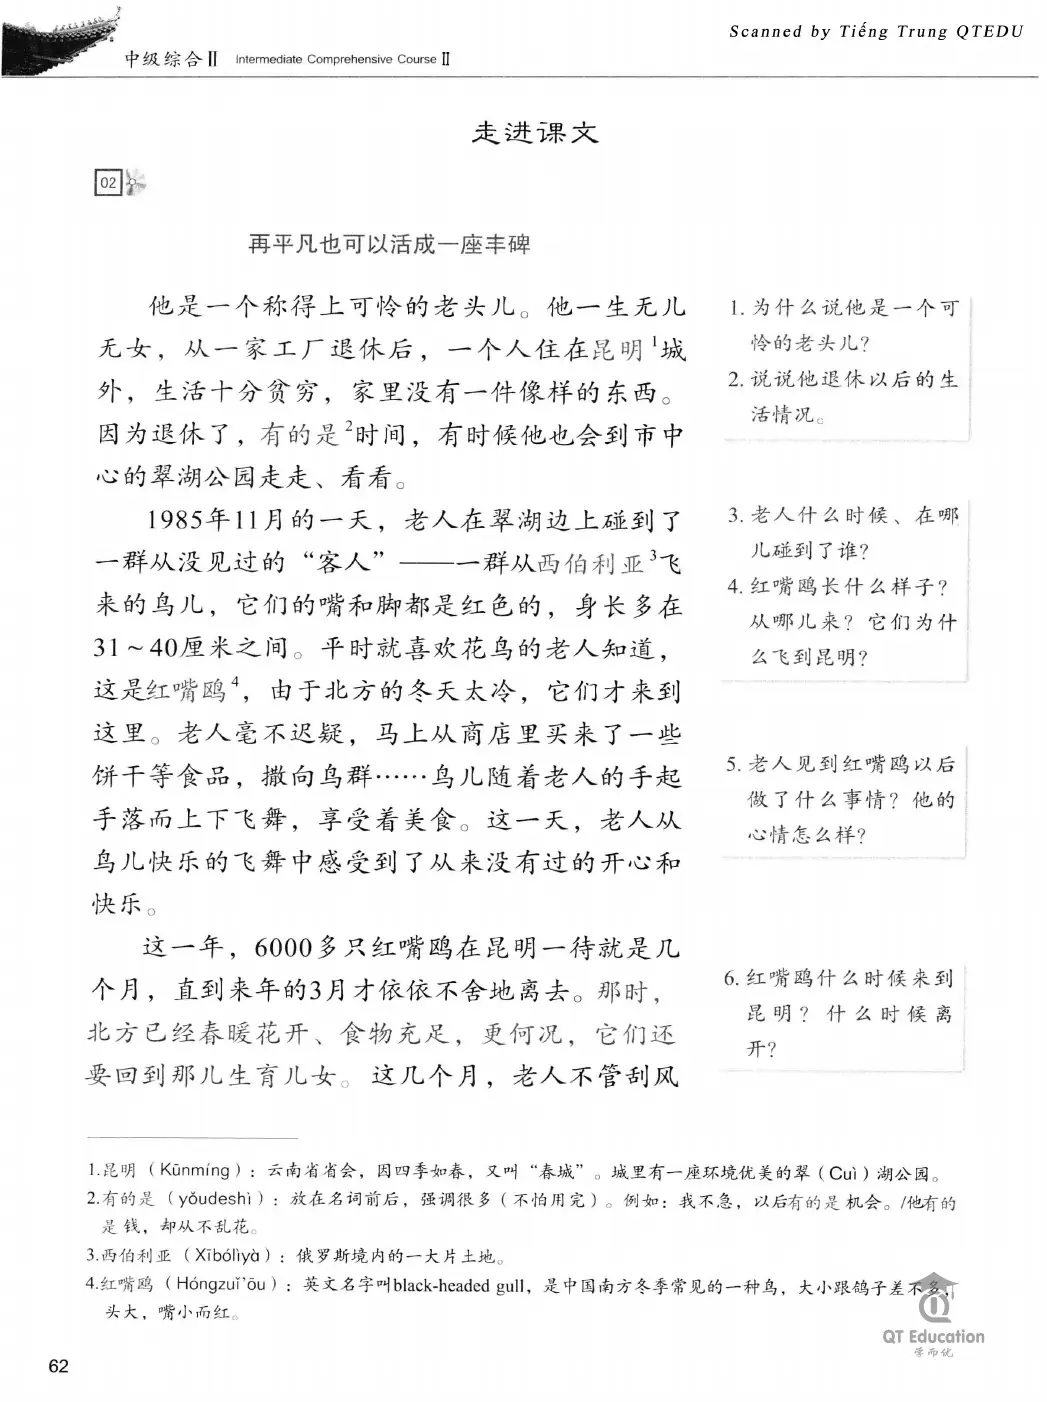 Scanned by Tiếng Trung QTEDU
中级综合Ⅱ Intermediate Comprehensive Course Ⅱ
走进课文
02
再平凡也可以活成一座丰碑
他是一个称得上可怜的老头儿。他一生无儿
无女，从一家工厂退休后，一个人住在昆明1城
外，生活十分贫穷，家里没有一件像样的东西。
因为退休了，有的是2时间，有时候他也会到市中
心的翠湖公园走走、看看。
1985年11月的一天，老人在翠湖边上碰到了
一群从没见过的“客人”——一群从西伯利亚3飞
来的鸟儿，它们的嘴和脚都是红色的，身长多在
31～40厘米之间。平时就喜欢花鸟的老人知道，
这是红嘴鸥4，由于北方的冬天太冷，它们才来到
这里。老人毫不迟疑，马上从商店里买来了一些
饼干等食品，撒向鸟群……鸟儿随着老人的手起
手落而上下飞舞，享受着美食。这一天，老人从
鸟儿快乐的飞舞中感受到了从来没有过的开心和
快乐。
这一年，6000多只红嘴鸥在昆明一待就是几
个月，直到来年的3月才依依不舍地离去。那时，
北方已经春暖花开、食物充足，更何况，它们还
要回到那儿生育儿女。这几个月，老人不管刮风
1. 为什么说他是一个可
怜的老头儿？
2. 说说他退休以后的生
活情况。
3. 老人什么时候、在哪
儿碰到了谁？
4. 红嘴鸥长什么样子？
从哪儿来？它们为什
么飞到昆明？
5. 老人见到红嘴鸥以后
做了什么事情？他的
心情怎么样？
6. 红嘴鸥什么时候来到
昆明？什么时候离
开？
1.昆明（Kūnmíng）：云南省省会，因四季如春，又叫“春城”。城里有一座环境优美的翠（Cuì）湖公园。
2.有的是（yǒudeshì）：放在名词前后，强调很多（不怕用完）。例如：我不急，以后有的是机会。/他有的
是钱，却从不乱花。
3.西伯利亚（Xībólìyà）：俄罗斯境内的一大片土地。
4.红嘴鸥（Hóngzuǐ'ōu）：英文名字叫black-headed gull，是中国南方冬季常见的一种鸟，大小跟鸽子差不多，
头大，嘴小而红。
QT Education
学而优
62